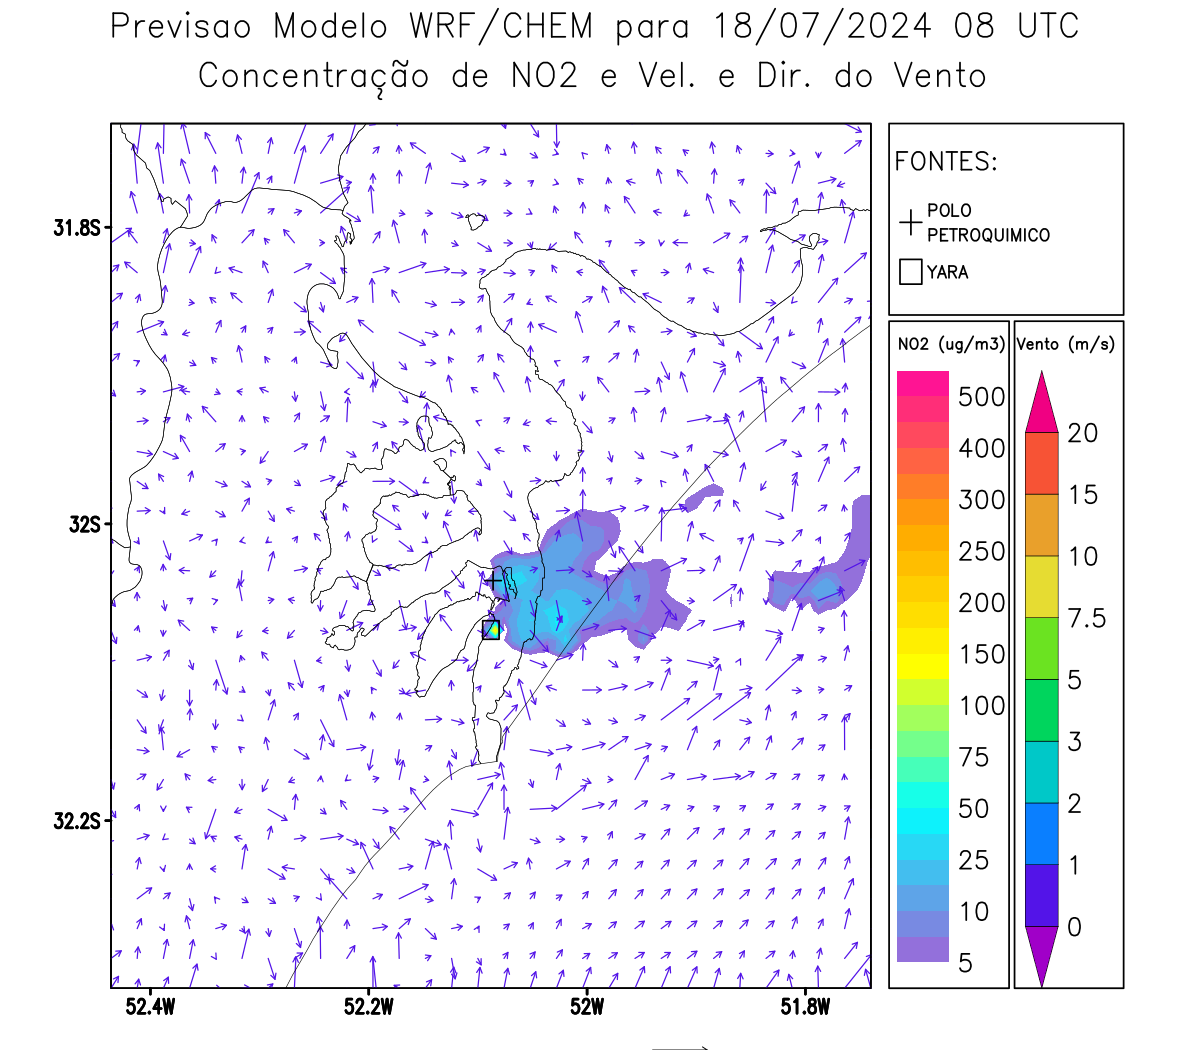 Previsao Modelo WRF/CHEM para 18/07/2024 08 UTC
Concentração de NO2 e Vel. e Dir. do Vento
FONTES:
POLO
PETROQUIMICO
YARA
NO2 (ug/m3)
500
400
300
250
200
150
100
75
50
25
10
5
Vento (m/s)
20
15
10
7.5
5
3
2
1
0
31.8S
32S
32.2S
52.4W
52.2W
52W
51.8W